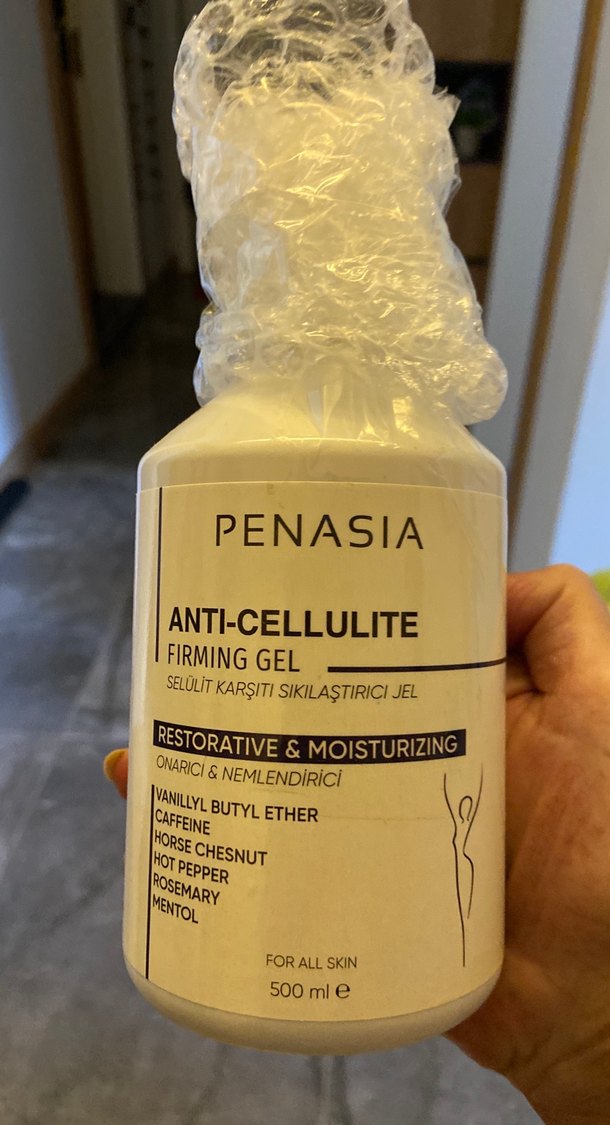 PENASIA
ANTI-CELLULITE
FIRMING GEL
SELÜLİT KARŞITI SIKILAŞTIRICI JEL
RESTORATIVE & MOISTURIZING
ONARICI & NEMLENDİRİCİ
VANILLYL BUTYL ETHER
CAFFEINE
HORSE CHESNUT
HOT PEPPER
ROSEMARY
MENTOL
FOR ALL SKIN
500 ml ℮